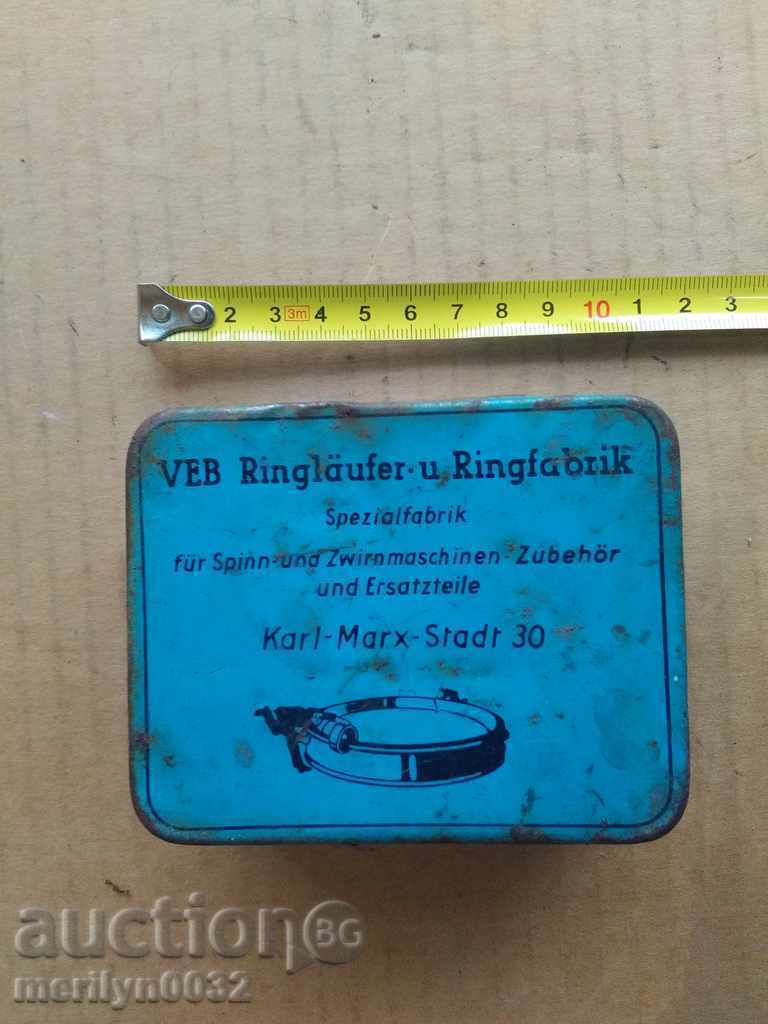 2 3 3m 4 5 6 7 8 9 10 1 2 3
VEB Ringläufer- u. Ringfabrik
Spezialfabrik
für Spinn- und Zwirnmaschinen-Zubehör
und Ersatzteile
Karl-Marx-Stadt 30
auction BG
merilyn0032